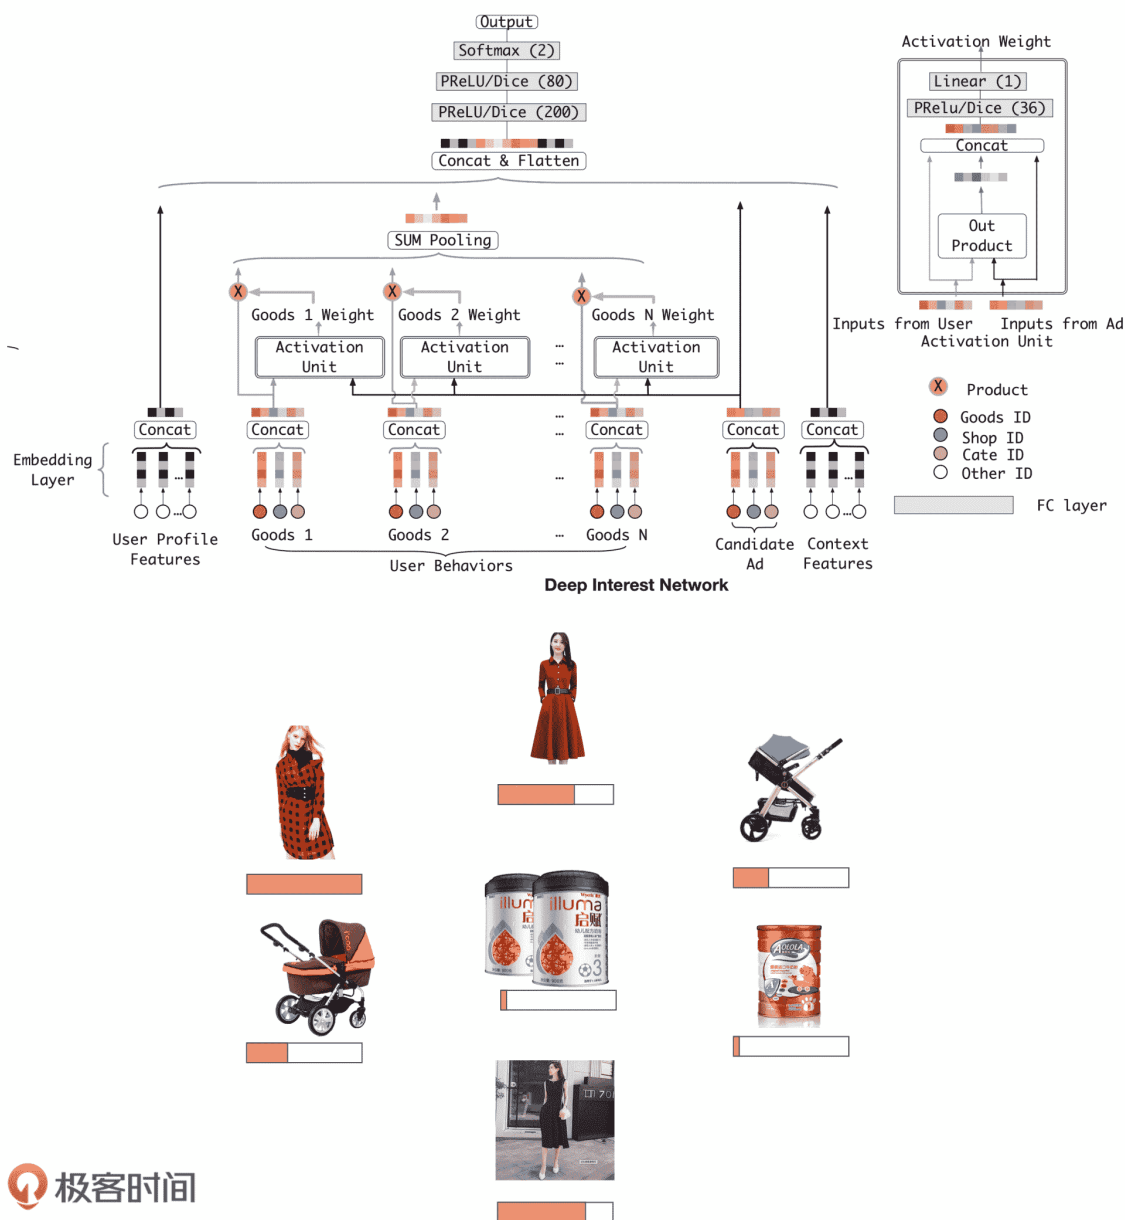 Output
Softmax (2)
PReLU/Dice (80)
PReLU/Dice (200)
Concat & Flatten
SUM Pooling
Goods 1 Weight
Goods 2 Weight
Goods N Weight
Activation
Unit
Activation
Unit
...
...
Activation
Unit
Concat
Concat
Concat
...
...
Concat
Concat
Concat
Embedding
Layer
...
...
...
User Profile
Features
Goods 1
Goods 2
...
Goods N
User Behaviors
Candidate
Ad
Context
Features
Deep Interest Network
Activation Weight
Linear (1)
PRelu/Dice (36)
Concat
Out
Product
Inputs from User
Inputs from Ad
Activation Unit
X
X
X
X
Product
Goods ID
Shop ID
Cate ID
Other ID
FC layer
illuma
启赋
3
AOLOLA
极客时间